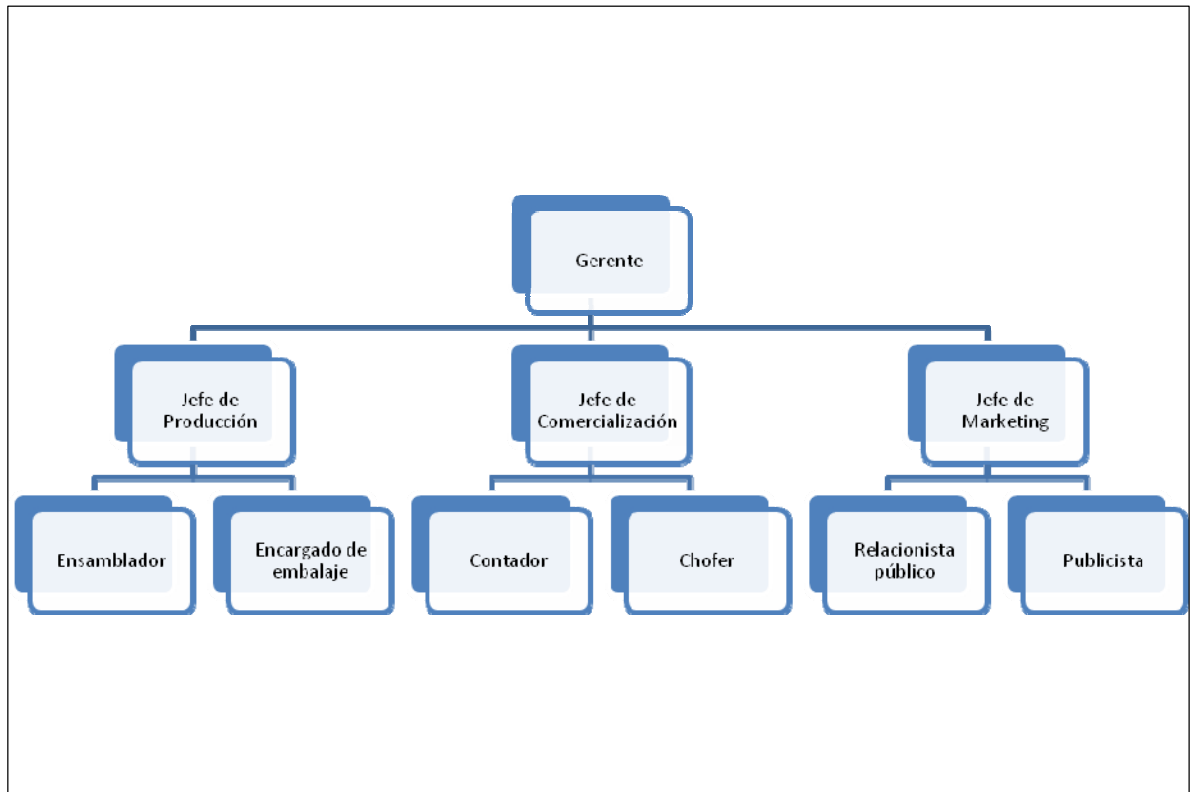 Gerente
Jefe de
Producción
Jefe de
Comercialización
Jefe de
Marketing
Ensamblador
Encargado de
embalaje
Contador
Chofer
Relacionista
público
Publicista